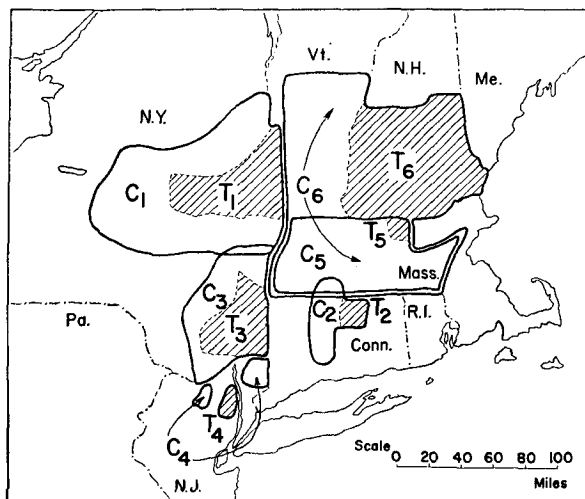 Vt.
N.H.
Me.
N.Y.
C1
T1
T6
C6
T5
C5
Mass.
C3
T3
C2
T2
R.I.
Pa.
Conn.
T4
C4
N.J.
Scale
0 20 40 60 80 100
Miles